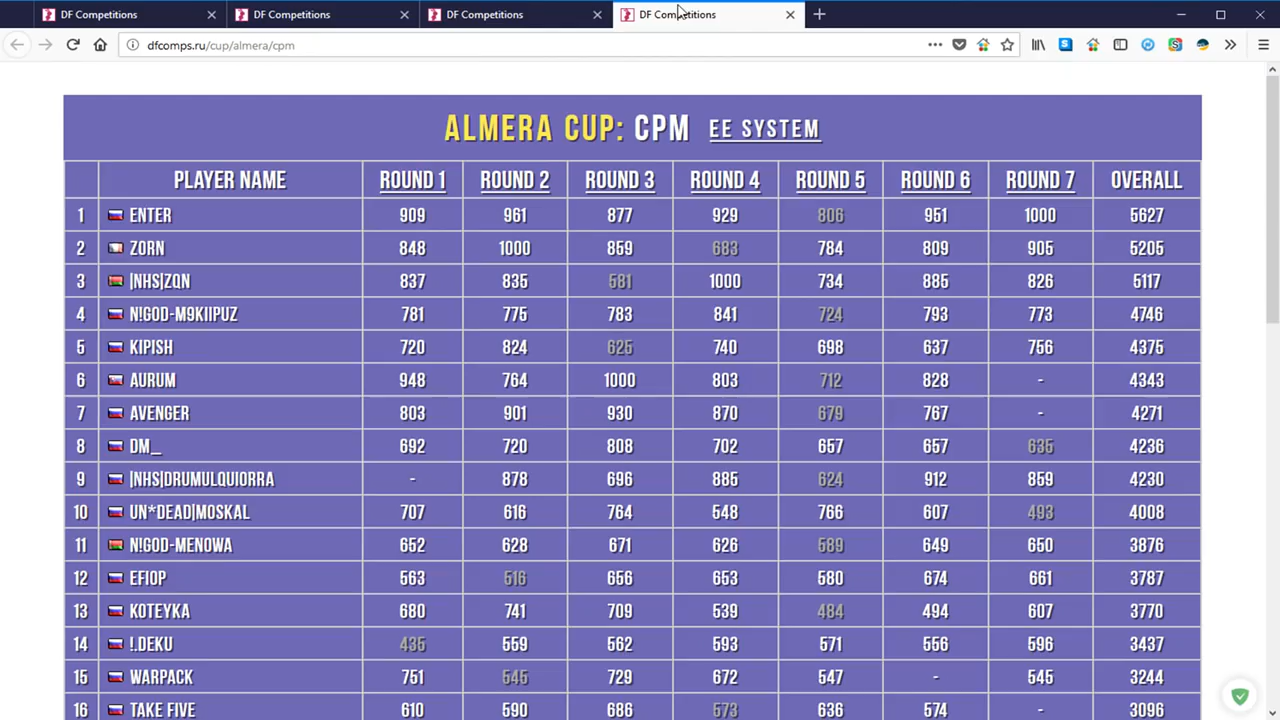 DF Competitions DF Competitions DF Competitions DF Competitions
dfcomps.ru/cup/almera/cpm
ALMERA CUP: CPM EE SYSTEM
PLAYER NAME ROUND 1 ROUND 2 ROUND 3 ROUND 4 ROUND 5 ROUND 6 ROUND 7 OVERALL
1 ENTER 909 961 877 929 806 951 1000 5627
2 ZORN 848 1000 859 683 784 809 905 5205
3 |NHS|ZQN 837 835 581 1000 734 885 826 5117
4 N!GOD-M9KIIPUZ 781 775 783 841 724 793 773 4746
5 KIPISH 720 824 625 740 698 637 756 4375
6 AURUM 948 764 1000 803 712 828 - 4343
7 AVENGER 803 901 930 870 679 767 - 4271
8 DM_ 692 720 808 702 657 657 635 4236
9 |NHS|DRUMULQUIORRA - 878 696 885 624 912 859 4230
10 UN*DEAD|MOSKAL 707 616 764 548 766 607 493 4008
11 N!GOD-MENOWA 652 628 671 626 589 649 650 3876
12 EFIOP 563 516 656 653 580 674 661 3787
13 KOTEYKA 680 741 709 539 484 494 607 3770
14 !.DEKU 435 559 562 593 571 556 596 3437
15 WARPACK 751 545 729 672 547 - 545 3244
16 TAKE FIVE 610 590 686 573 636 574 - 3096